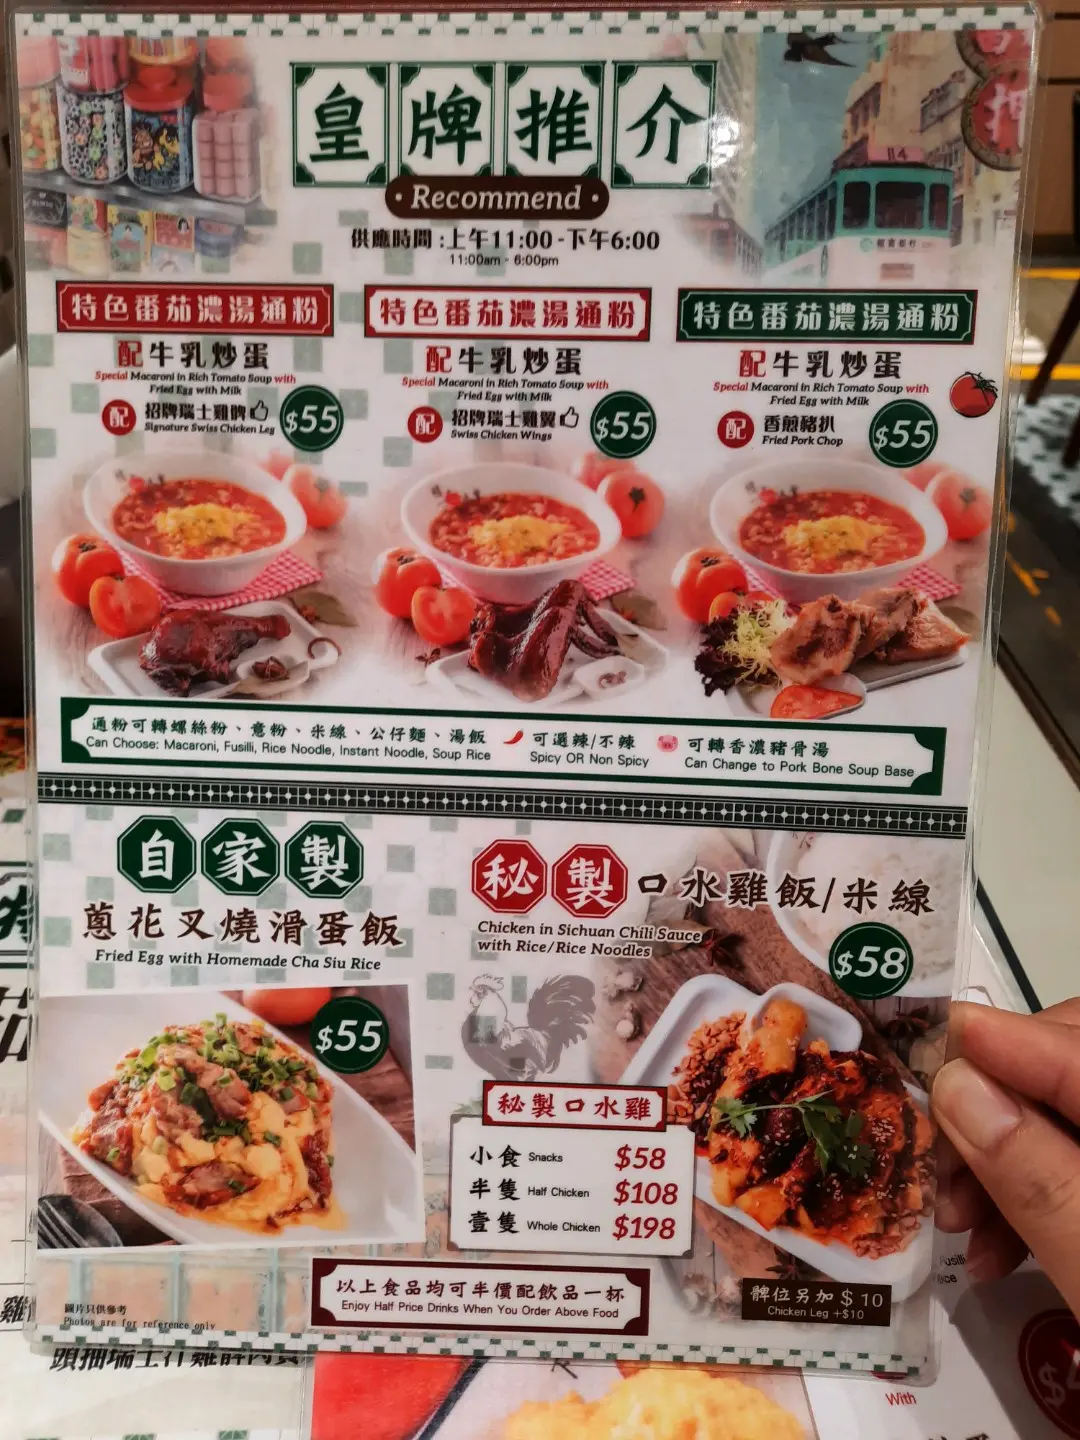 皇牌推介
· Recommend ·
供應時間 :上午11:00 -下午6:00
11:00am - 6:00pm
114
特色番茄濃湯通粉
配牛乳炒蛋
Special Macaroni in Rich Tomato Soup with
Fried Egg with Milk
配 招牌瑞士雞髀
Signature Swiss Chicken Leg
$55
特色番茄濃湯通粉
配牛乳炒蛋
Special Macaroni in Rich Tomato Soup with
Fried Egg with Milk
配 招牌瑞士雞翼
Swiss Chicken Wings
$55
特色番茄濃湯通粉
配牛乳炒蛋
Special Macaroni in Rich Tomato Soup with
Fried Egg with Milk
配 香煎豬扒
Fried Pork Chop
$55
通粉可轉螺絲粉、意粉、米線、公仔麵、湯飯
Can Choose: Macaroni, Fusilli, Rice Noodle, Instant Noodle, Soup Rice
可選辣/不辣
Spicy OR Non Spicy
可轉香濃豬骨湯
Can Change to Pork Bone Soup Base
自家製
蔥花叉燒滑蛋飯
Fried Egg with Homemade Cha Siu Rice
$55
秘製口水雞飯/米線
Chicken in Sichuan Chili Sauce
with Rice/Rice Noodles
$58
秘製口水雞
小食 Snacks $58
半隻 Half Chicken $108
壹隻 Whole Chicken $198
以上食品均可半價配飲品一杯
Enjoy Half Price Drinks When You Order Above Food
髀位另加 $ 10
Chicken Leg +$10
圖片只供參考
Photos are for reference only
With